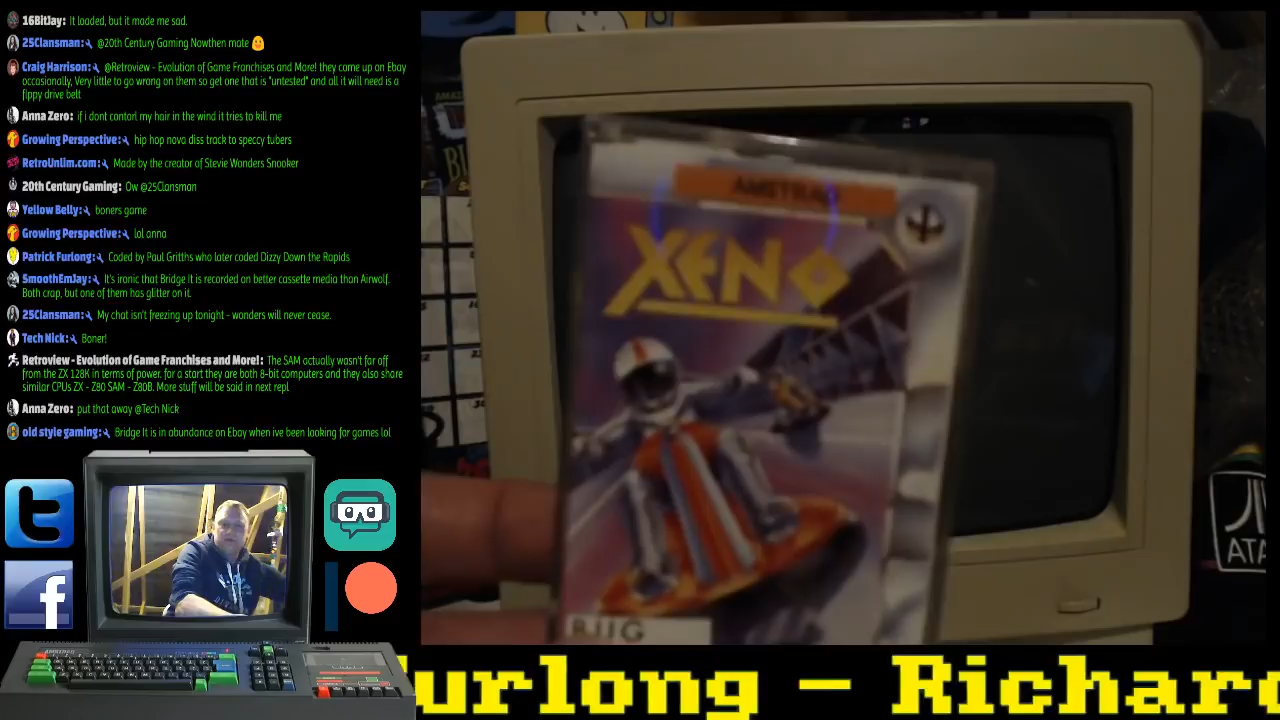 16BitJay: It loaded, but it made me sad.
25Clansman: @20th Century Gaming Nowthen mate
Craig Harrison: @Retroview - Evolution of Game Franchises and More! they come up on Ebay
occasionally, Very little to go wrong on them so get one that is "untested" and all it will need is a
flppy drive belt
Anna Zero: if i dont contorl my hair in the wind it tries to kill me
Growing Perspective: hip hop nova diss track to speccy tubers
RetroUnlim.com: Made by the creator of Stevie Wonders Snooker
20th Century Gaming: Ow @25Clansman
Yellow Belly: boners game
Growing Perspective: lol anna
Patrick Furlong: Coded by Paul Gritths who later coded Dizzy Down the Rapids
SmoothEmJay: It's ironic that Bridge It is recorded on better cassette media than Airwolf.
Both crap, but one of them has glitter on it.
25Clansman: My chat isn't freezing up tonight - wonders will never cease.
Tech Nick: Boner!
Retroview - Evolution of Game Franchises and More!: The SAM actually wasn't far off
from the ZX 128K in terms of power. for a start they are both 8-bit computers and they also share
similar CPUs ZX - Z80 SAM - Z80B. More stuff will be said in next repl
Anna Zero: put that away @Tech Nick
old style gaming: Bridge It is in abundance on Ebay when ive been looking for games lol
AMSTRAD
XENO
ATA
AMSTRAD
urlong - Richard